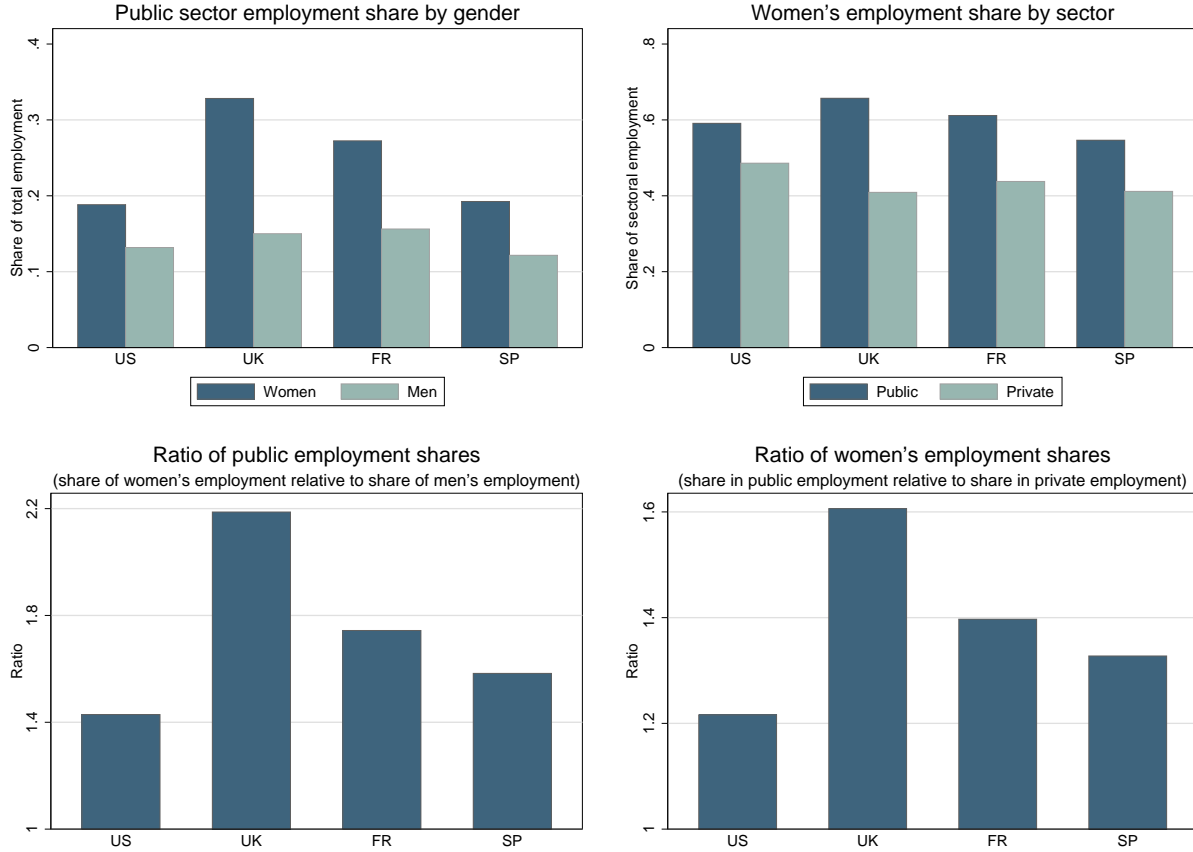 Public sector employment share by gender
Share of total employment
.4
.3
.2
.1
0
US UK FR SP
Women Men
Women's employment share by sector
Share of sectoral employment
.8
.6
.4
.2
0
US UK FR SP
Public Private
Ratio of public employment shares
(share of women's employment relative to share of men's employment)
Ratio
2.2
1.8
1.4
1
US UK FR SP
Ratio of women's employment shares
(share in public employment relative to share in private employment)
Ratio
1.6
1.4
1.2
1
US UK FR SP